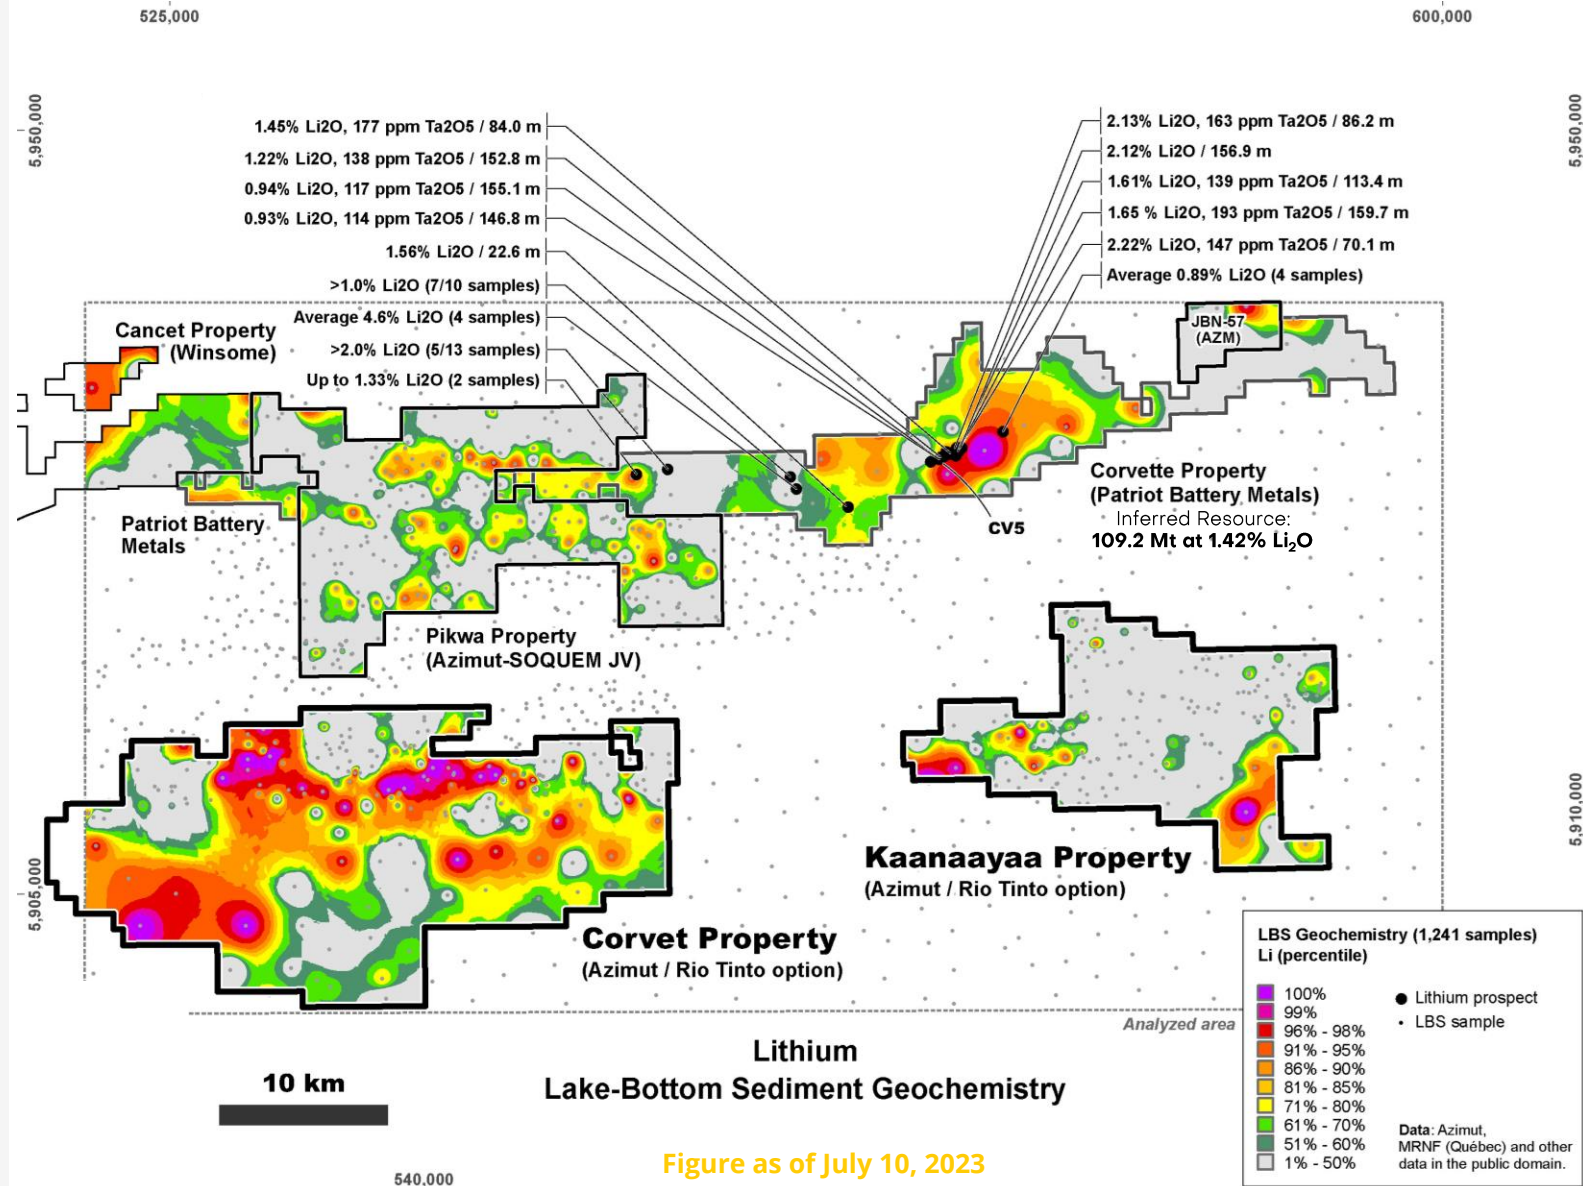 525,000
600,000
5,950,000
5,950,000
1.45% Li2O, 177 ppm Ta2O5 / 84.0 m
1.22% Li2O, 138 ppm Ta2O5 / 152.8 m
0.94% Li2O, 117 ppm Ta2O5 / 155.1 m
0.93% Li2O, 114 ppm Ta2O5 / 146.8 m
1.56% Li2O / 22.6 m
>1.0% Li2O (7/10 samples)
Average 4.6% Li2O (4 samples)
>2.0% Li2O (5/13 samples)
Up to 1.33% Li2O (2 samples)
2.13% Li2O, 163 ppm Ta2O5 / 86.2 m
2.12% Li2O / 156.9 m
1.61% Li2O, 139 ppm Ta2O5 / 113.4 m
1.65 % Li2O, 193 ppm Ta2O5 / 159.7 m
2.22% Li2O, 147 ppm Ta2O5 / 70.1 m
Average 0.89% Li2O (4 samples)
Cancet Property
(Winsome)
JBN-57
(AZM)
Patriot Battery
Metals
Corvette Property
(Patriot Battery Metals)
Inferred Resource:
109.2 Mt at 1.42% Li₂O
CV5
Pikwa Property
(Azimut-SOQUEM JV)
Kaanaayaa Property
(Azimut / Rio Tinto option)
5,910,000
5,905,000
Corvet Property
(Azimut / Rio Tinto option)
Analyzed area
Lithium
Lake-Bottom Sediment Geochemistry
10 km
Figure as of July 10, 2023
540,000
LBS Geochemistry (1,241 samples)
Li (percentile)
100%
99%
96% - 98%
91% - 95%
86% - 90%
81% - 85%
71% - 80%
61% - 70%
51% - 60%
1% - 50%
Lithium prospect
LBS sample
Data: Azimut,
MRNF (Québec) and other
data in the public domain.